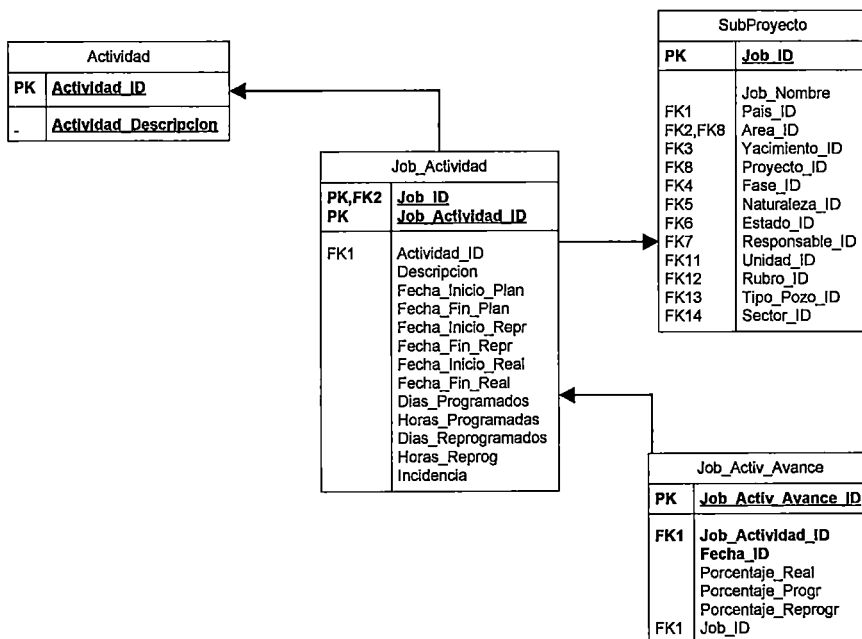 Actividad
PK Actividad_ID
Actividad_Descripcion
SubProyecto
PK Job_ID
Job_Nombre
FK1 Pais_ID
FK2,FK8 Area_ID
FK3 Yacimiento_ID
FK8 Proyecto_ID
FK4 Fase_ID
FK5 Naturaleza_ID
FK6 Estado_ID
FK7 Responsable_ID
FK11 Unidad_ID
FK12 Rubro_ID
FK13 Tipo_Pozo_ID
FK14 Sector_ID
Job_Actividad
PK,FK2 Job_ID
PK Job_Actividad_ID
FK1 Actividad_ID
Descripcion
Fecha_Inicio_Plan
Fecha_Fin_Plan
Fecha_Inicio_Repr
Fecha_Fin_Repr
Fecha_Inicio_Real
Fecha_Fin_Real
Dias_Programados
Horas_Programadas
Dias_Reprogramados
Horas_Reprog
Incidencia
Job_Activ_Avance
PK Job_Activ_Avance_ID
FK1 Job_Actividad_ID
Fecha_ID
Porcentaje_Real
Porcentaje_Progr
Porcentaje_Reprogr
FK1 Job_ID